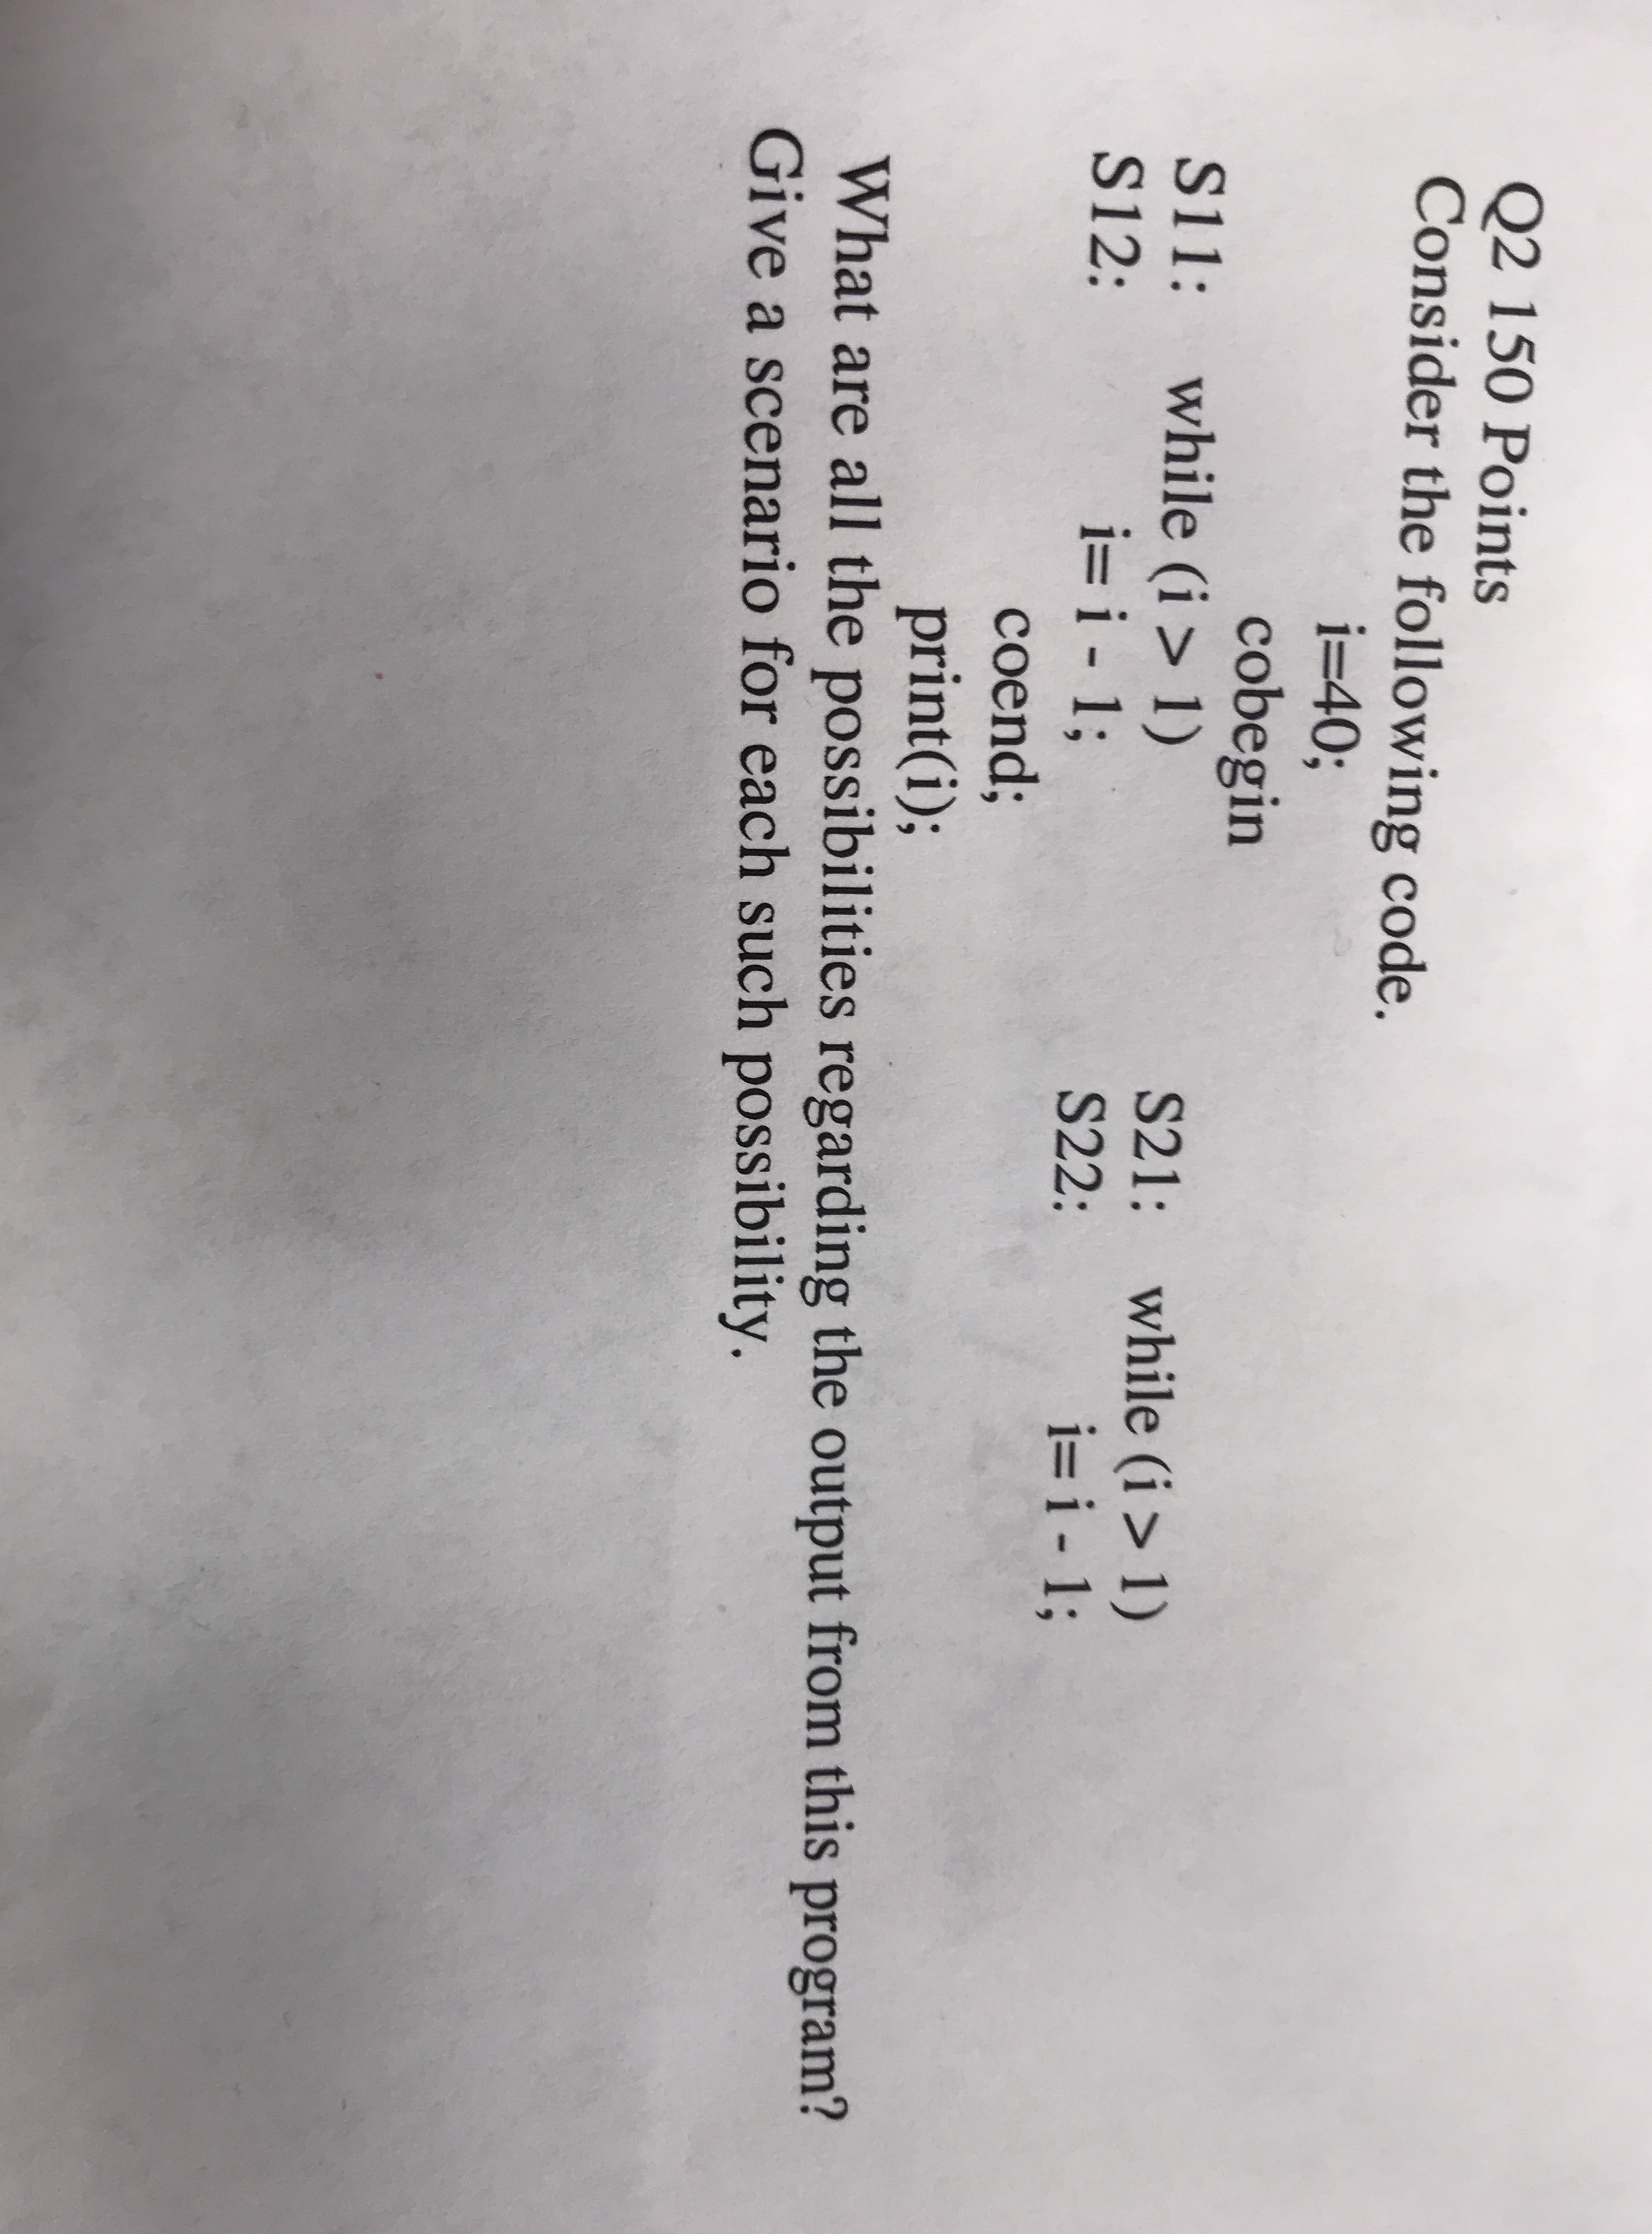 Q2 150 Points
Consider the following code.
i=40;
cobegin
S11: while (i > 1) S21: while (i > 1)
S12: i= i - 1; S22: i= i - 1;
coend;
print(i);
What are all the possibilities regarding the output from this program?
Give a scenario for each such possibility.